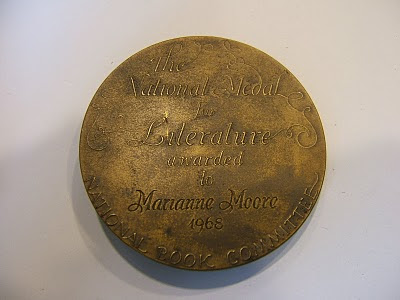 the
National Medal
for
Literature
awarded
to
Marianne Moore
1968
NATIONAL BOOK COMMITTEE